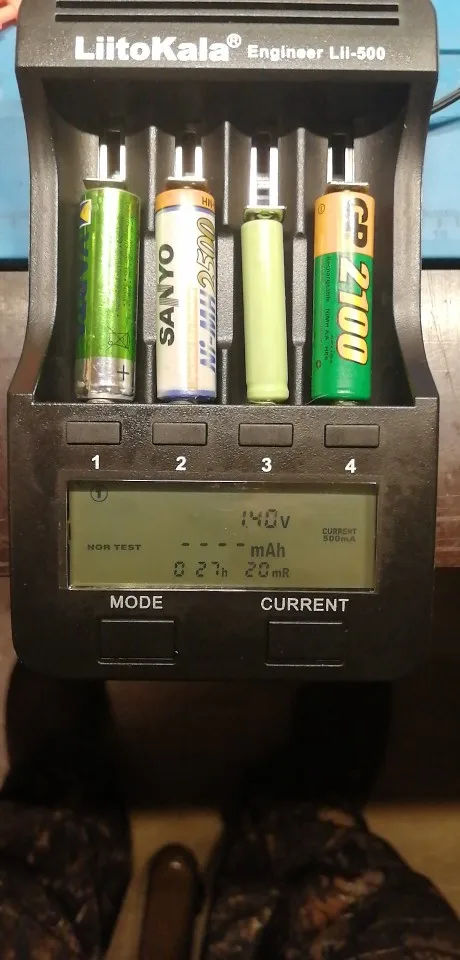 LiitoKala® Engineer Lii-500
SANYO
Ni-MH 2500
GP 2100
1 2 3 4
1
1.40v
CURRENT
500mA
NOR TEST
----mAh
0 27h 20mR
MODE CURRENT